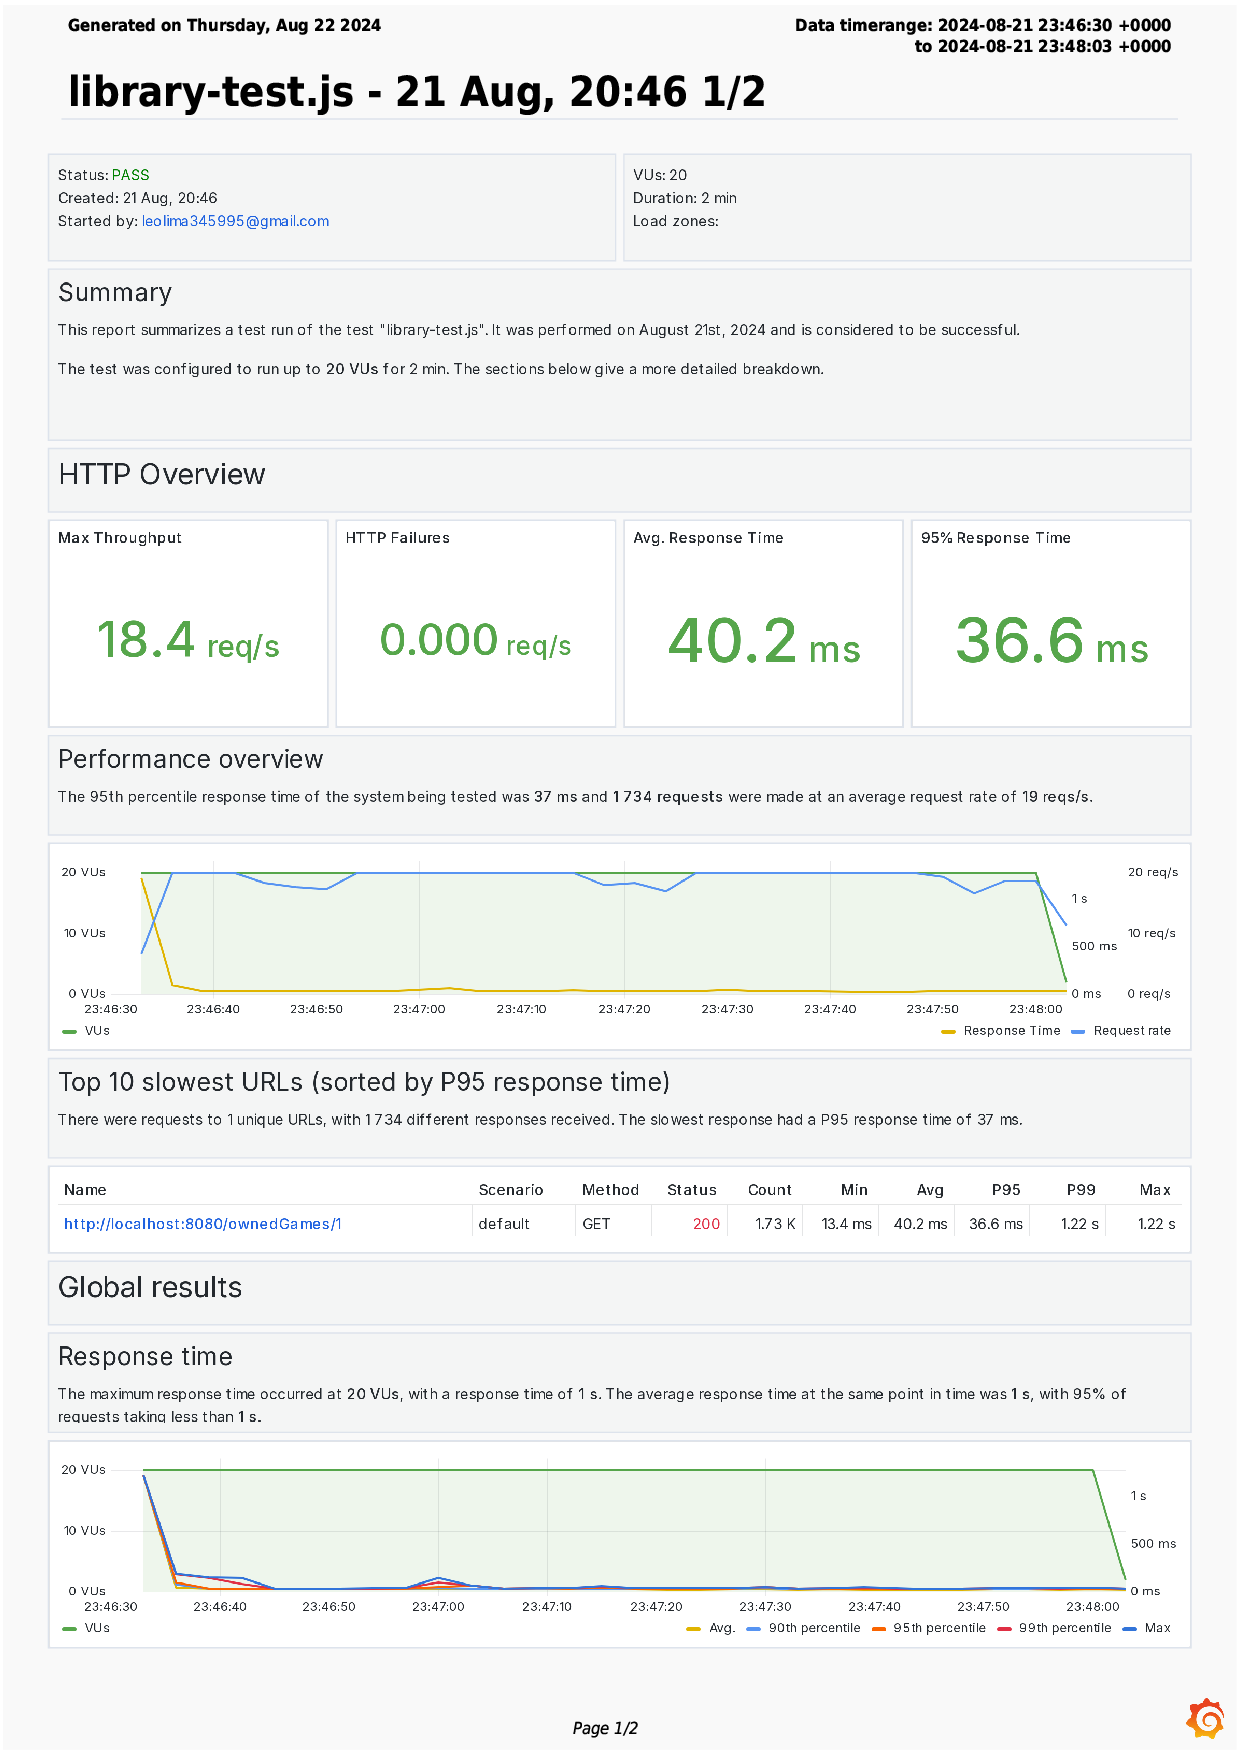 Generated on Thursday, Aug 22 2024
Data timerange: 2024-08-21 23:46:30 +0000
to 2024-08-21 23:48:03 +0000
library-test.js - 21 Aug, 20:46 1/2
Status: PASS
Created: 21 Aug, 20:46
Started by: leolima345995@gmail.com
VUs: 20
Duration: 2 min
Load zones:
Summary
This report summarizes a test run of the test "library-test.js". It was performed on August 21st, 2024 and is considered to be successful.
The test was configured to run up to 20 VUs for 2 min. The sections below give a more detailed breakdown.
HTTP Overview
Max Throughput
18.4 req/s
HTTP Failures
0.000 req/s
Avg. Response Time
40.2 ms
95% Response Time
36.6 ms
Performance overview
The 95th percentile response time of the system being tested was 37 ms and 1 734 requests were made at an average request rate of 19 reqs/s.
20 VUs
10 VUs
0 VUs
20 req/s
1 s
10 req/s
500 ms
0 ms
0 req/s
23:46:30 23:46:40 23:46:50 23:47:00 23:47:10 23:47:20 23:47:30 23:47:40 23:47:50 23:48:00
VUs
Response Time Request rate
Top 10 slowest URLs (sorted by P95 response time)
There were requests to 1 unique URLs, with 1 734 different responses received. The slowest response had a P95 response time of 37 ms.
Name Scenario Method Status Count Min Avg P95 P99 Max
http://localhost:8080/ownedGames/1 default GET 200 1.73 K 13.4 ms 40.2 ms 36.6 ms 1.22 s 1.22 s
Global results
Response time
The maximum response time occurred at 20 VUs, with a response time of 1 s. The average response time at the same point in time was 1 s, with 95% of
requests taking less than 1 s.
20 VUs
10 VUs
0 VUs
1 s
500 ms
0 ms
23:46:30 23:46:40 23:46:50 23:47:00 23:47:10 23:47:20 23:47:30 23:47:40 23:47:50 23:48:00
VUs
Avg. 90th percentile 95th percentile 99th percentile Max
Page 1/2